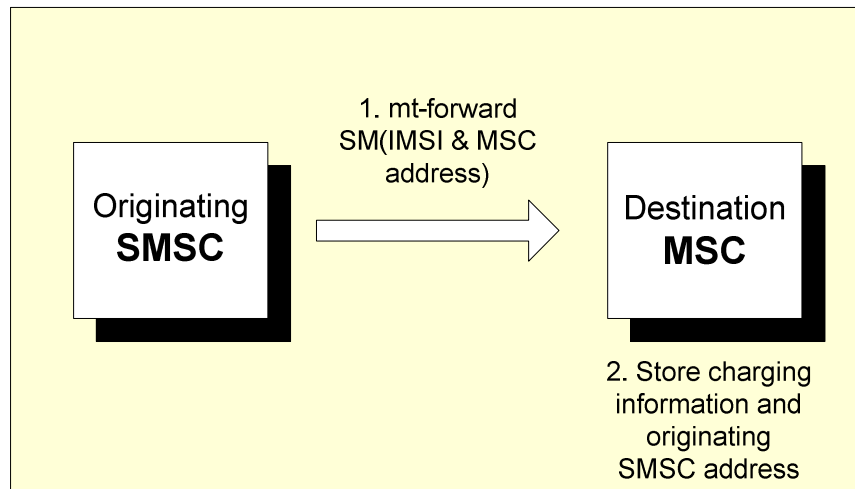 1. mt-forward
SM(IMSI & MSC
address)
Originating
SMSC
Destination
MSC
2. Store charging
information and
originating
SMSC address